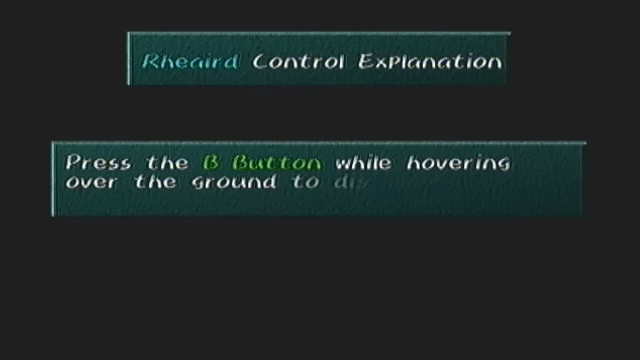 Rheaird Control Explanation
Press the B Button while hovering
over the ground to